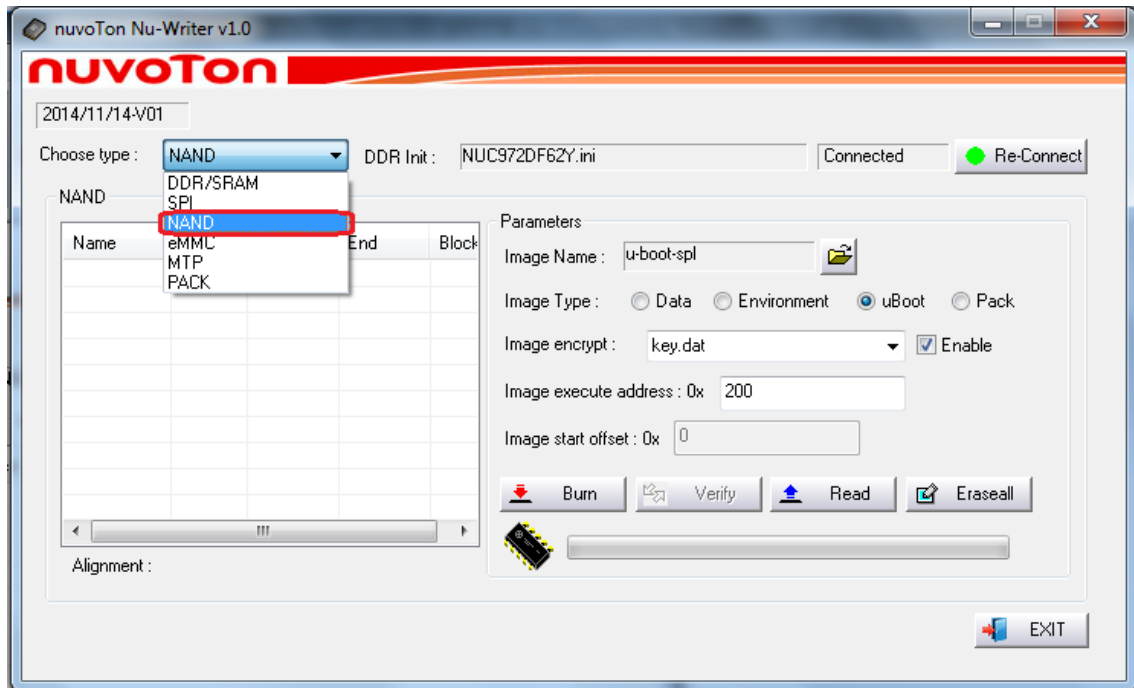 nuvoTon Nu-Writer v1.0
nuvoTon
2014/11/14-V01
Choose type : NAND DDR Init : NUC972DF62Y.ini Connected Re-Connect
DDR/SRAM
SPI
NAND
eMMC
MTP
PACK
NAND
Name End Block
Alignment :
Parameters
Image Name : u-boot-spl
Image Type : Data Environment uBoot Pack
Image encrypt : key.dat Enable
Image execute address : 0x 200
Image start offset : 0x 0
Burn Verify Read Eraseall
EXIT